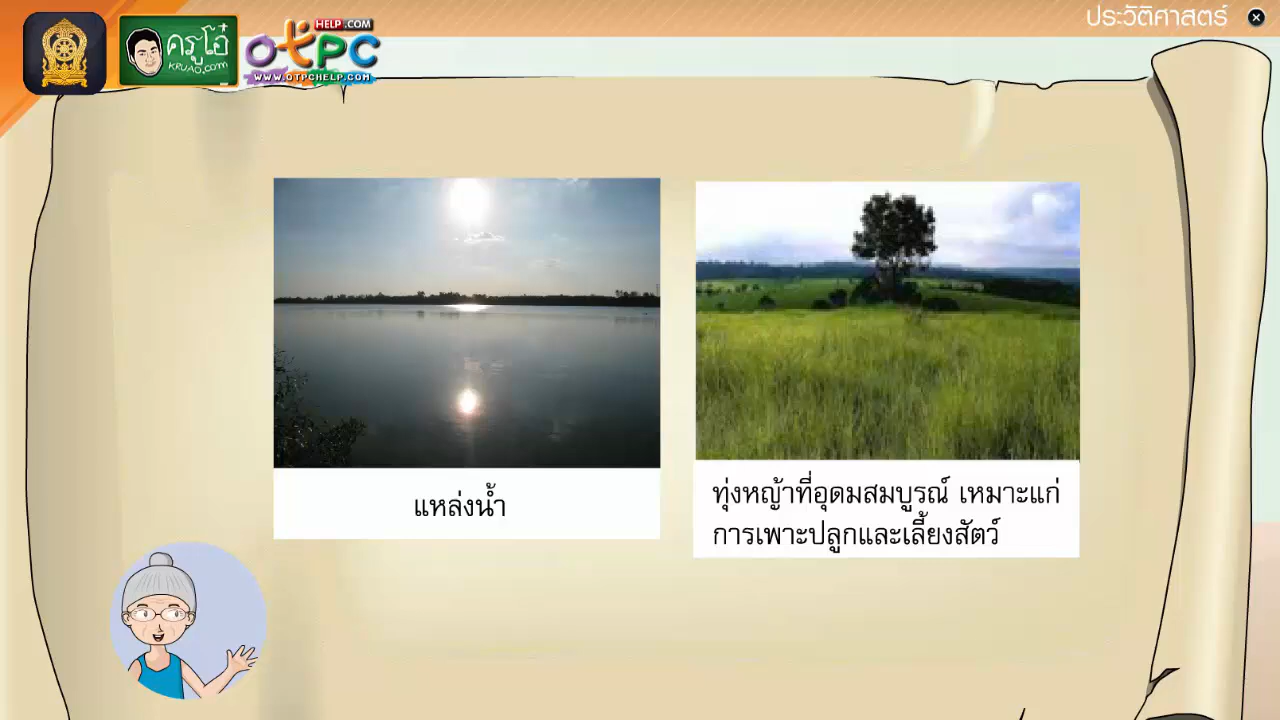 ประวัติศาสตร์
ครูโอ๋
KRUAO.COM
HELP.COM
OTPC
WWW.OTPCHELP.COM
แหล่งน้ำ
ทุ่งหญ้าที่อุดมสมบูรณ์ เหมาะแก่
การเพาะปลูกและเลี้ยงสัตว์